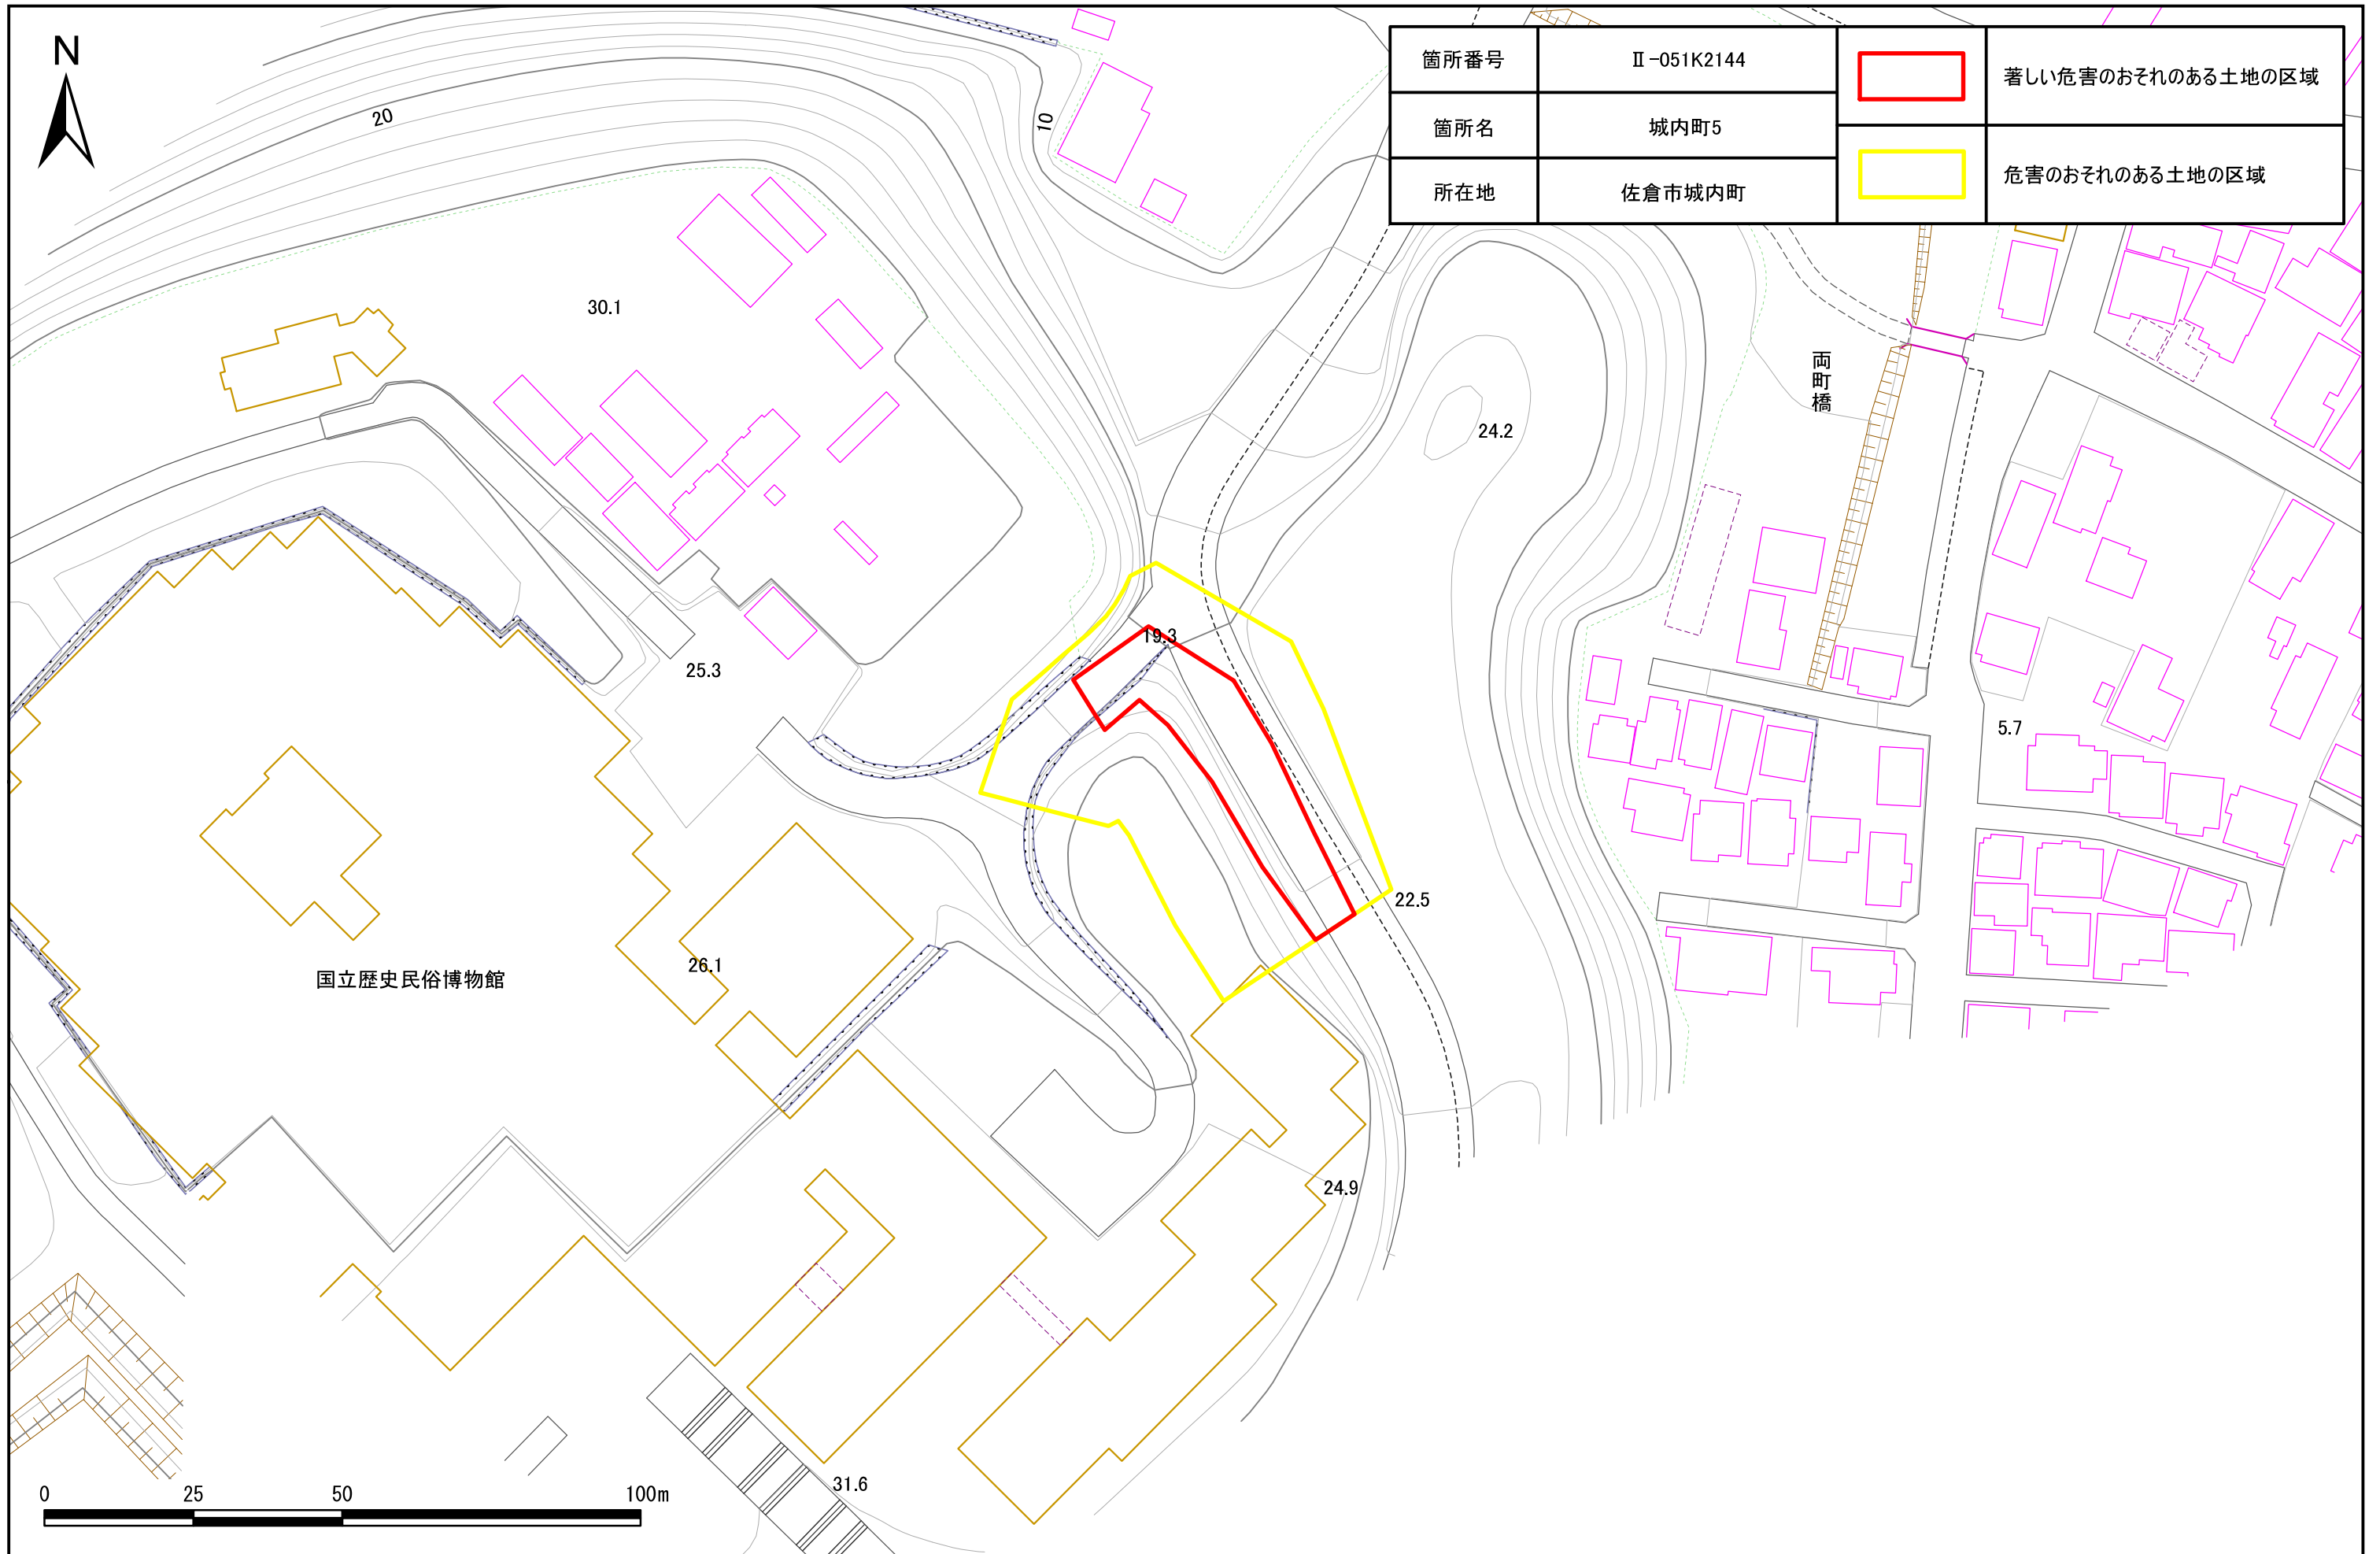 N
箇所番号 Ⅱ-051K2144
箇所名 城内町5
所在地 佐倉市城内町
著しい危害のおそれのある土地の区域
危害のおそれのある土地の区域
20
10
30.1
両町橋
24.2
19.3
25.3
5.7
22.5
26.1
国立歴史民俗博物館
24.9
31.6
0 25 50 100m